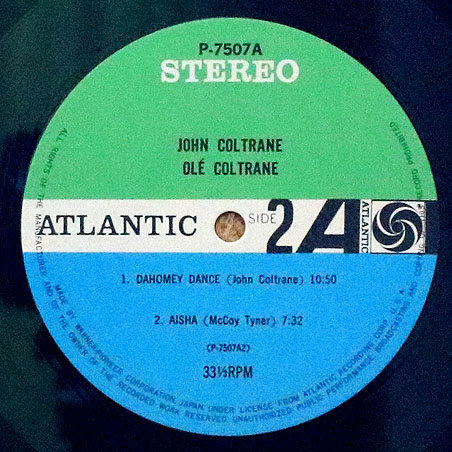 P-7507A
STEREO
JOHN COLTRANE
OLÉ COLTRANE
ATLANTIC
SIDE 2
A
ATLANTIC
1. DAHOMEY DANCE (John Coltrane) 10:50
2. AISHA (McCoy Tyner) 7:32
(P-7507A2)
33⅓RPM
MADE BY WARNER-PIONEER CORPORATION, JAPAN, UNDER LICENSE FROM ATLANTIC RECORDING CORP., U.S.A.
ALL RIGHTS OF THE MANUFACTURER AND OF THE OWNER OF THE RECORDED WORK RESERVED. UNAUTHORIZED PUBLIC PERFORMANCE, BROADCASTING AND
RECORD PROHIBITED